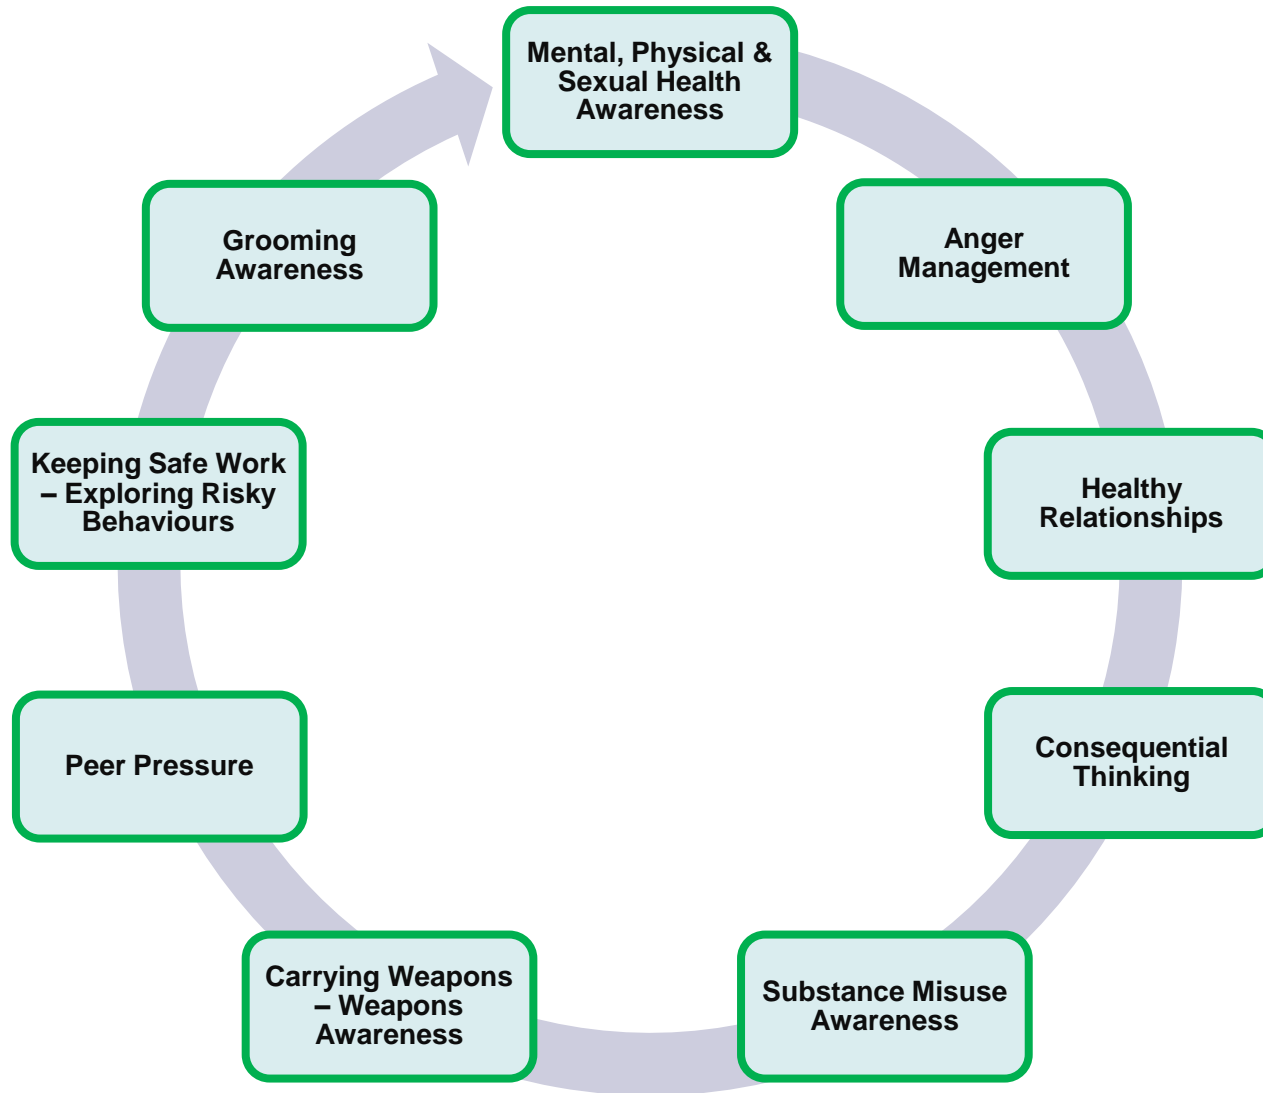 Mental, Physical &
Sexual Health
Awareness
Anger
Management
Healthy
Relationships
Consequential
Thinking
Substance Misuse
Awareness
Carrying Weapons
– Weapons
Awareness
Peer Pressure
Keeping Safe Work
– Exploring Risky
Behaviours
Grooming
Awareness